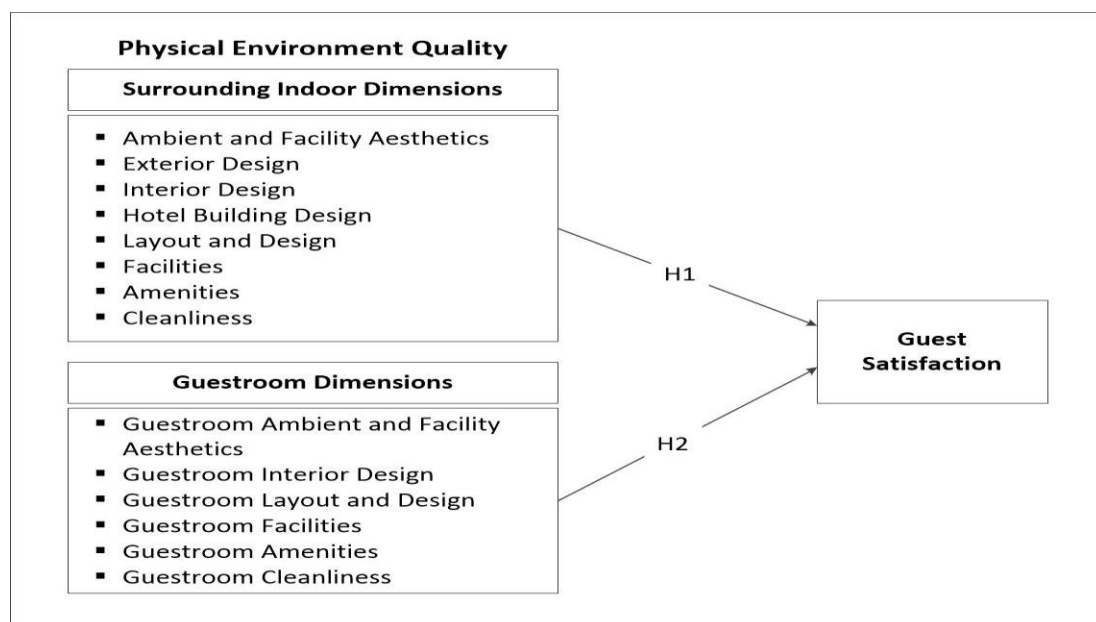 Physical Environment Quality
Surrounding Indoor Dimensions
▪ Ambient and Facility Aesthetics
▪ Exterior Design
▪ Interior Design
▪ Hotel Building Design
▪ Layout and Design
▪ Facilities
▪ Amenities
▪ Cleanliness
H1
Guest
Satisfaction
Guestroom Dimensions
▪ Guestroom Ambient and Facility
Aesthetics
▪ Guestroom Interior Design
▪ Guestroom Layout and Design
▪ Guestroom Facilities
▪ Guestroom Amenities
▪ Guestroom Cleanliness
H2